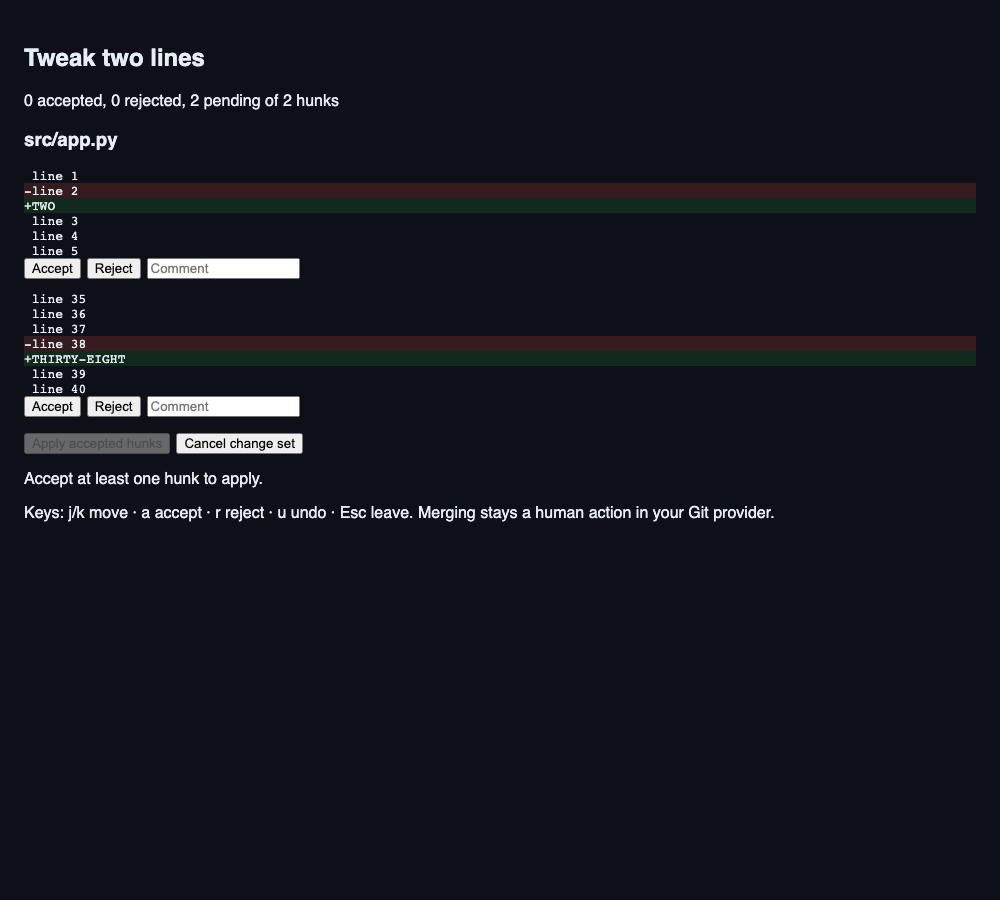 Tweak two lines
0 accepted, 0 rejected, 2 pending of 2 hunks
src/app.py
line 1
-line 2
+TWO
line 3
line 4
line 5
Accept Reject Comment
line 35
line 36
line 37
-line 38
+THIRTY-EIGHT
line 39
line 40
Accept Reject Comment
Apply accepted hunks Cancel change set
Accept at least one hunk to apply.
Keys: j/k move · a accept · r reject · u undo · Esc leave. Merging stays a human action in your Git provider.